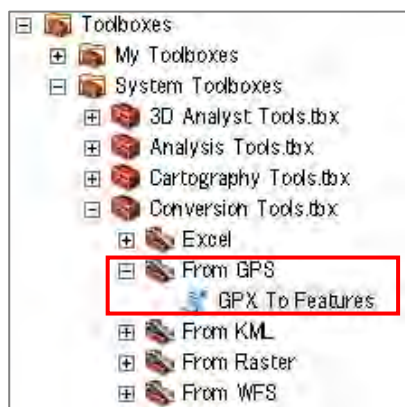 Toolboxes
My Toolboxes
System Toolboxes
3D Analyst Tools.tbx
Analysis Tools.tbx
Cartography Tools.tbx
Conversion Tools.tbx
Excel
From GPS
GPX To Features
From KML
From Raster
From WFS